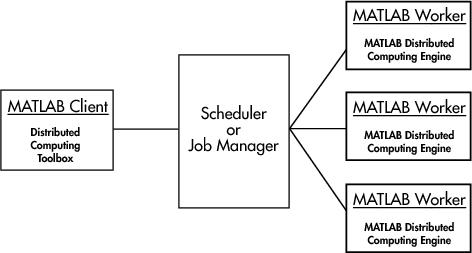 MATLAB Client
Distributed
Computing
Toolbox
Scheduler
or
Job Manager
MATLAB Worker
MATLAB Distributed
Computing Engine
MATLAB Worker
MATLAB Distributed
Computing Engine
MATLAB Worker
MATLAB Distributed
Computing Engine